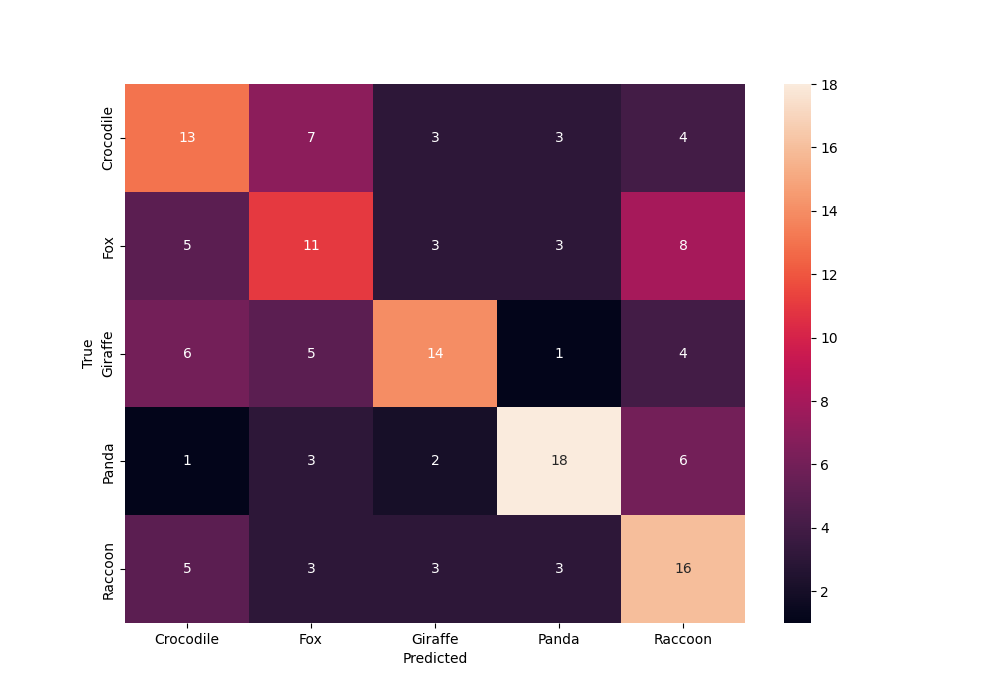 18
Crocodile 13 7 3 3 4
16
Fox 5 11 3 3 8
14
12
True
Giraffe 6 5 14 1 4
10
8
Panda 1 3 2 18 6
6
4
Raccoon 5 3 3 3 16
2
Crocodile Fox Giraffe Panda Raccoon
Predicted